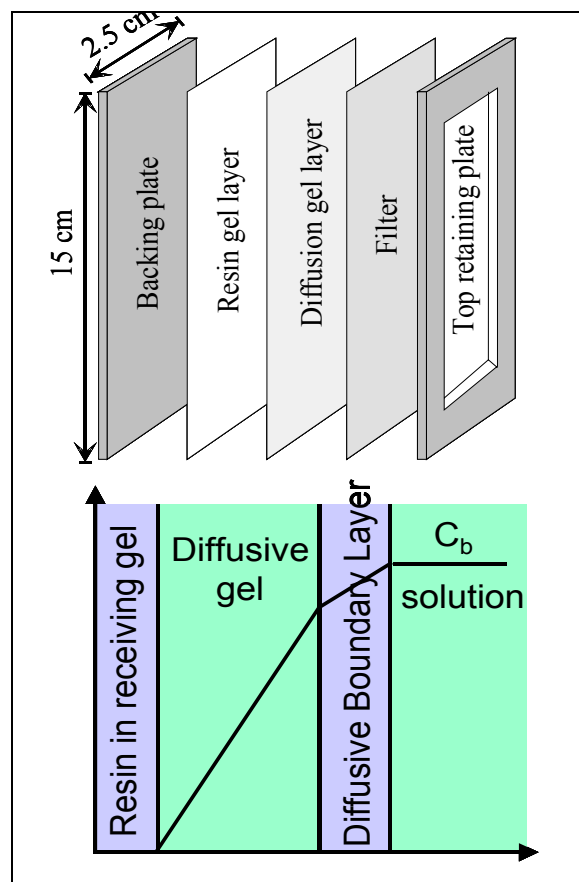 2.5 cm
15 cm
Backing plate
Resin gel layer
Diffusion gel layer
Filter
Top retaining plate
Resin in receiving gel
Diffusive
gel
Diffusive Boundary Layer
C_b
solution